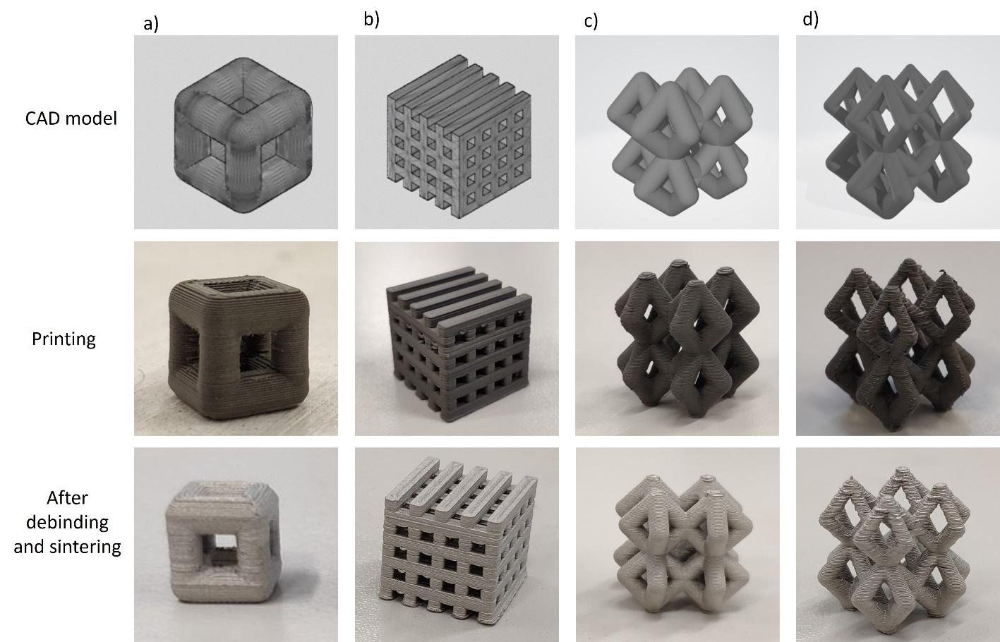 a)
b)
c)
d)
CAD model
Printing
After
debinding
and sintering